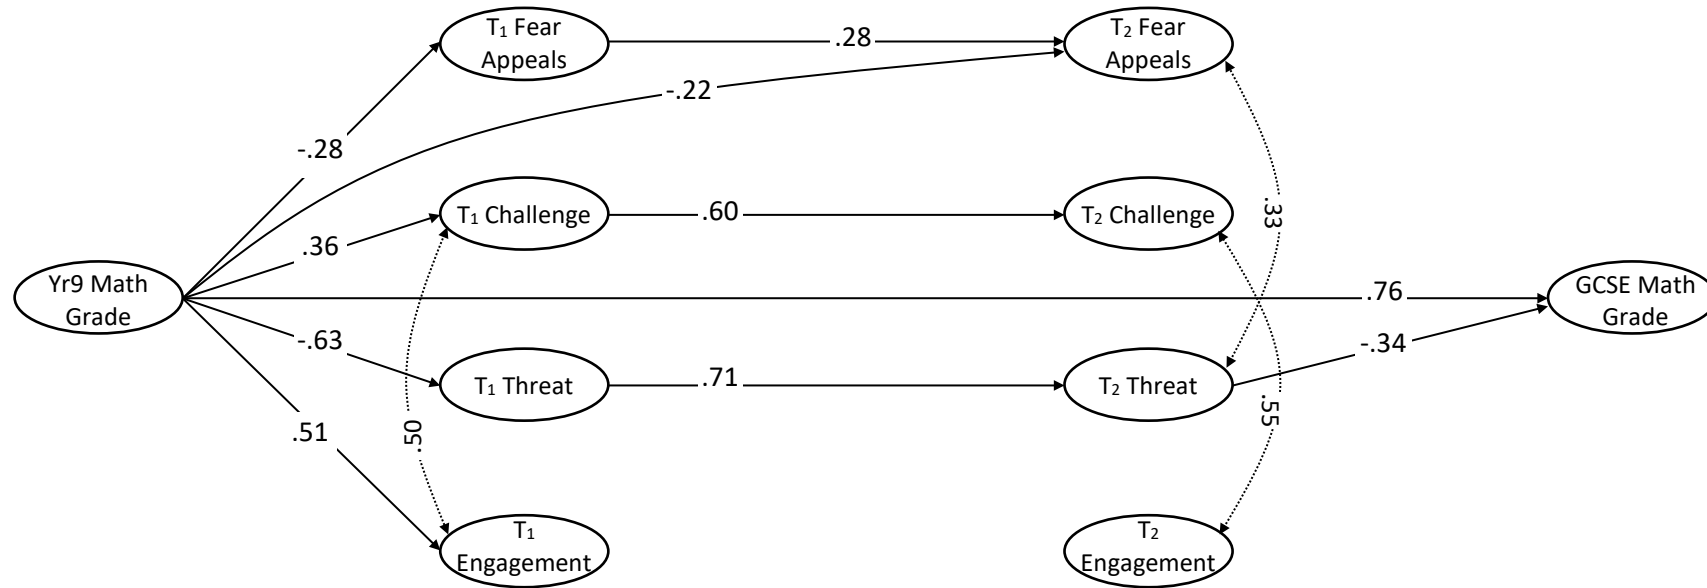 T₁ Fear
Appeals
.28
T₂ Fear
Appeals
-.22
-.28
T₁ Challenge
.60
T₂ Challenge
.33
.36
Yr9 Math
Grade
.76
GCSE Math
Grade
-.63
-.34
T₁ Threat
.71
T₂ Threat
.51
.50
.55
T₁
Engagement
T₂
Engagement